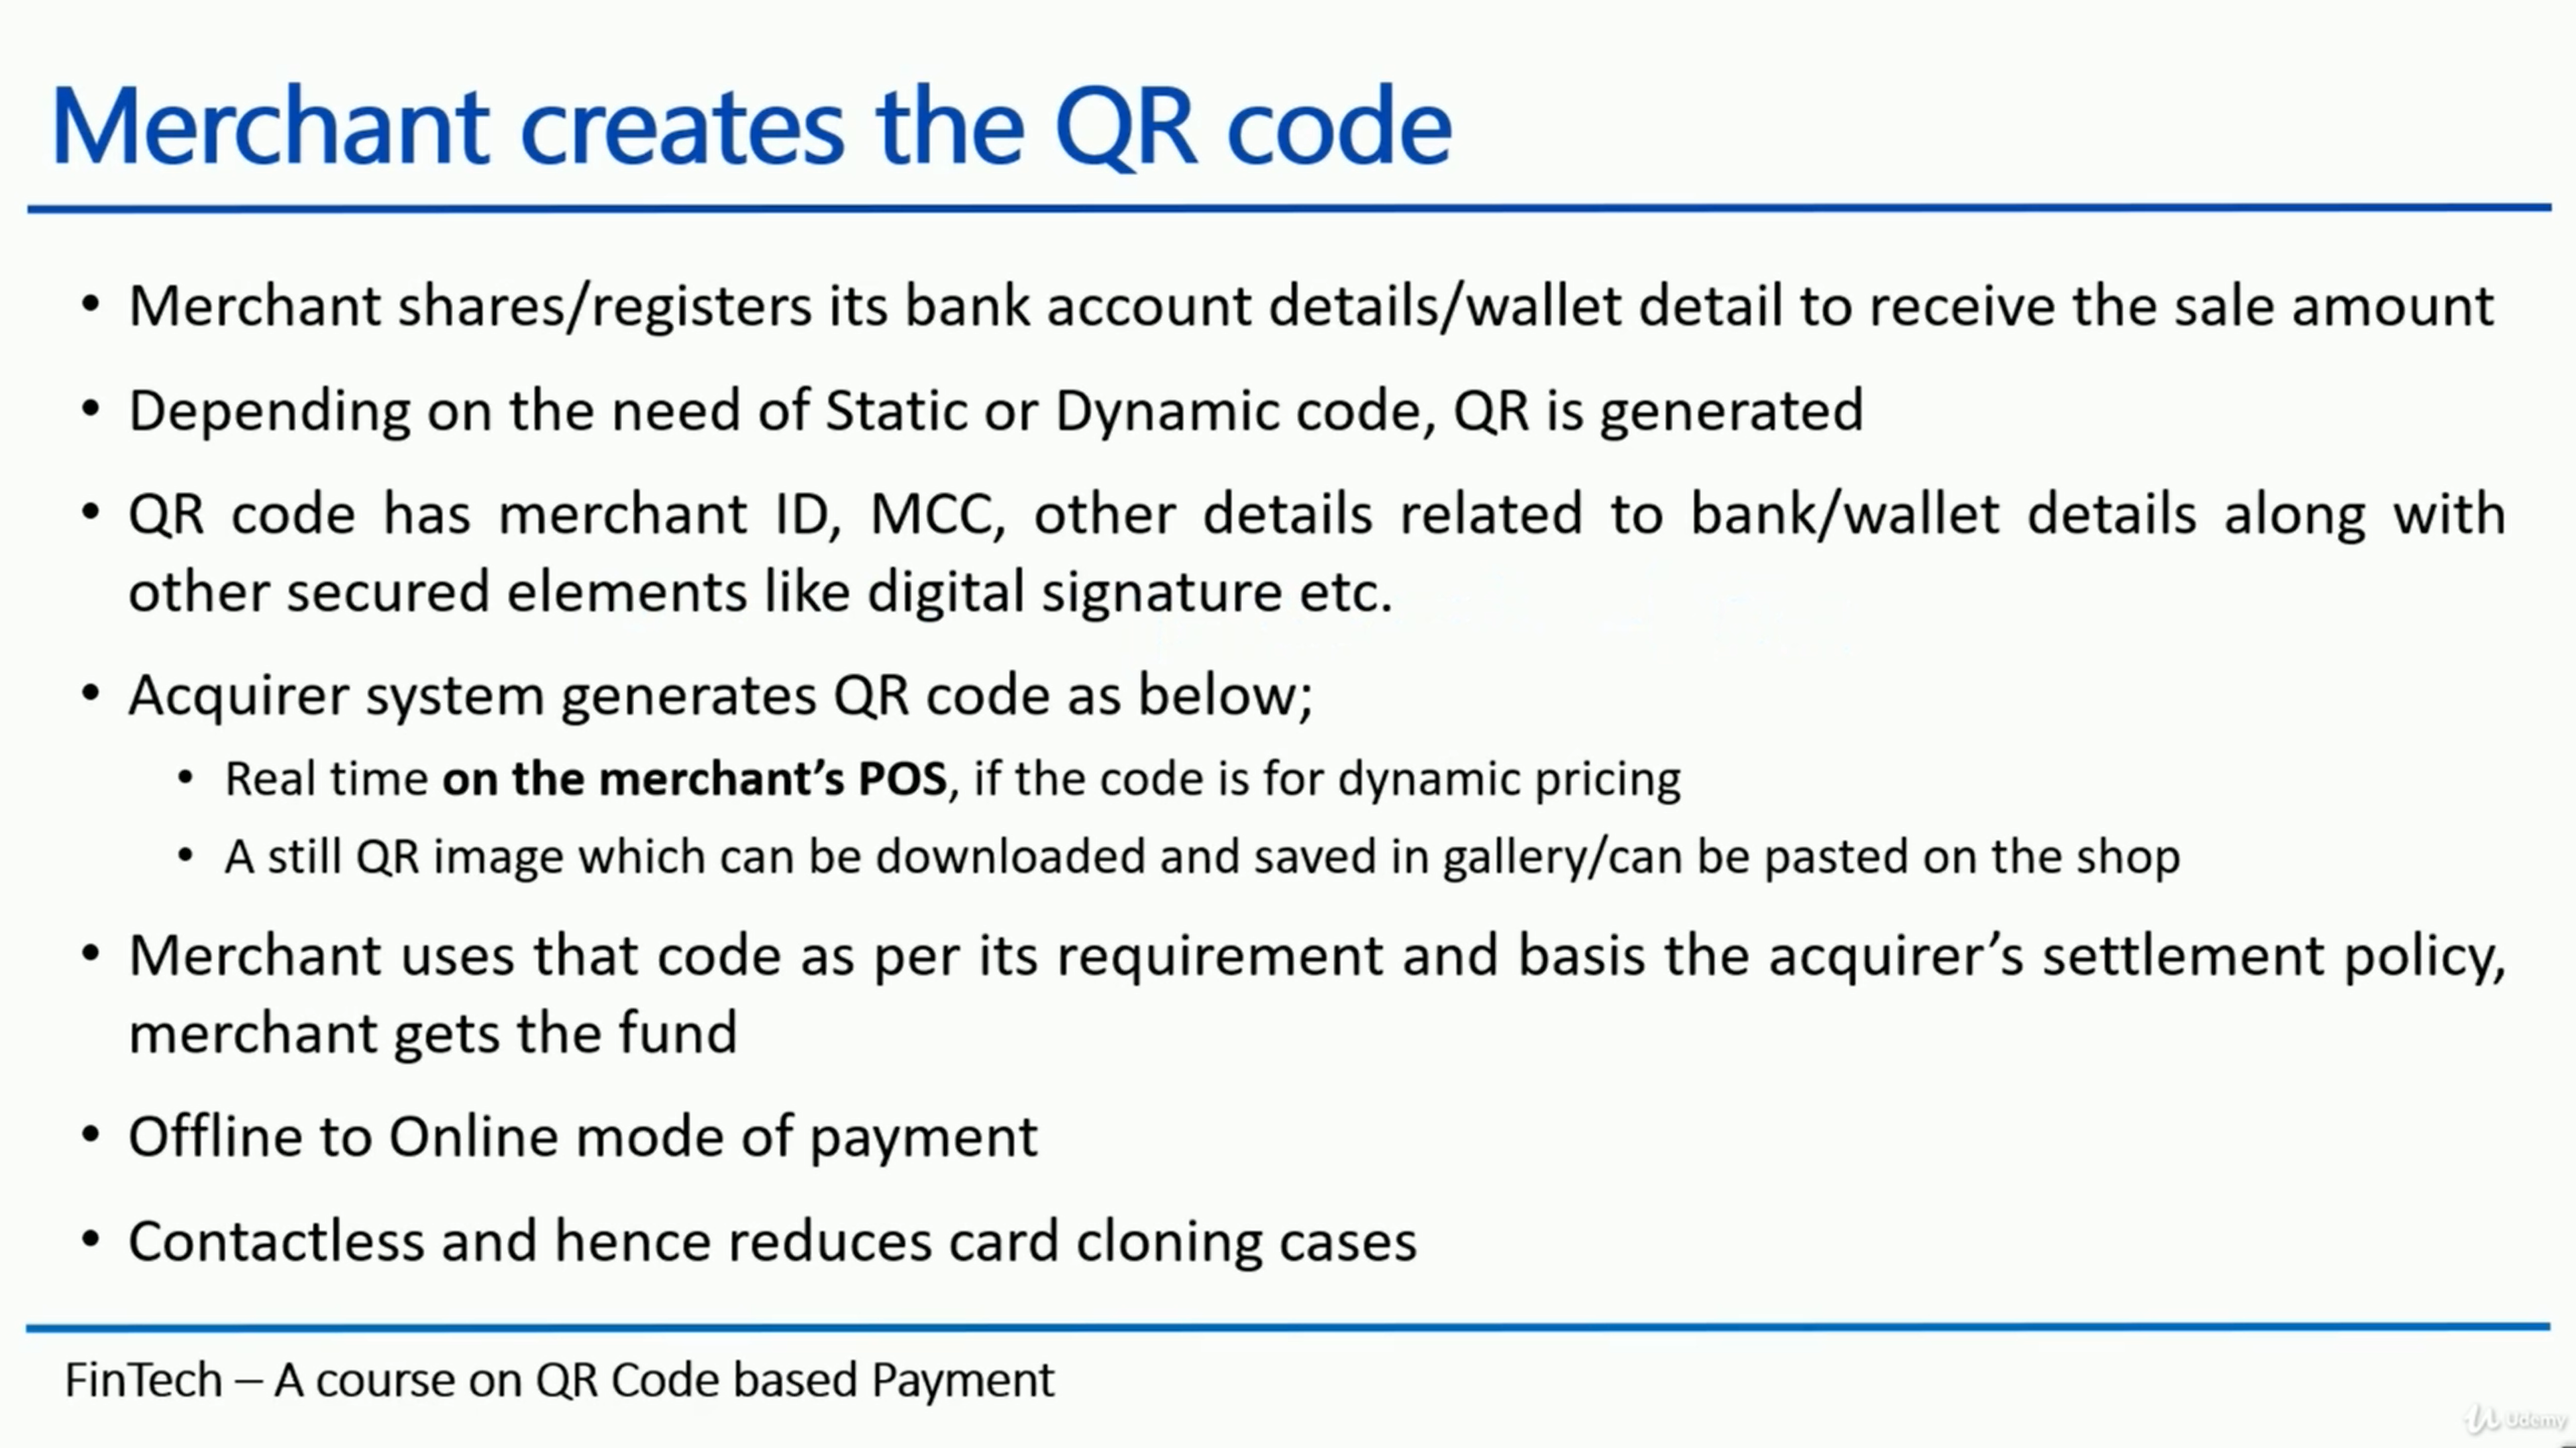 Merchant creates the QR code
• Merchant shares/registers its bank account details/wallet detail to receive the sale amount
• Depending on the need of Static or Dynamic code, QR is generated
• QR code has merchant ID, MCC, other details related to bank/wallet details along with
other secured elements like digital signature etc.
• Acquirer system generates QR code as below;
• Real time on the merchant’s POS, if the code is for dynamic pricing
• A still QR image which can be downloaded and saved in gallery/can be pasted on the shop
• Merchant uses that code as per its requirement and basis the acquirer’s settlement policy,
merchant gets the fund
• Offline to Online mode of payment
• Contactless and hence reduces card cloning cases
FinTech – A course on QR Code based Payment
Udemy